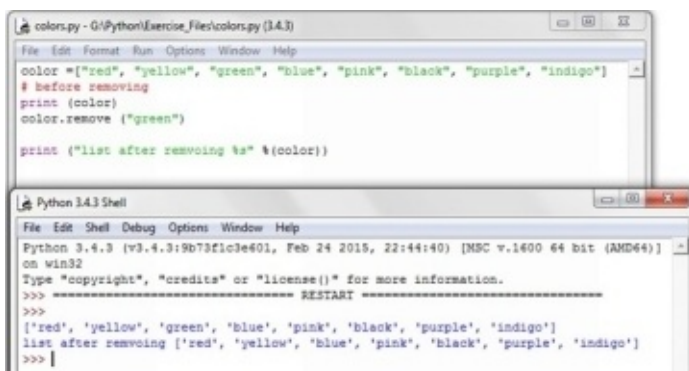 colors.py - G:\Python\Exercise_Files\colors.py (3.4.3)
File Edit Format Run Options Window Help
color =["red", "yellow", "green", "blue", "pink", "black", "purple", "indigo"]
# before removing
print (color)
color.remove ("green")
print ("list after remvoing %s" %(color))
Python 3.4.3 Shell
File Edit Shell Debug Options Window Help
Python 3.4.3 (v3.4.3:9b73f1c3e601, Feb 24 2015, 22:44:40) [MSC v.1600 64 bit (AMD64)]
on win32
Type "copyright", "credits" or "license()" for more information.
>>> ================================ RESTART ================================
>>>
['red', 'yellow', 'green', 'blue', 'pink', 'black', 'purple', 'indigo']
list after remvoing ['red', 'yellow', 'blue', 'pink', 'black', 'purple', 'indigo']
>>>